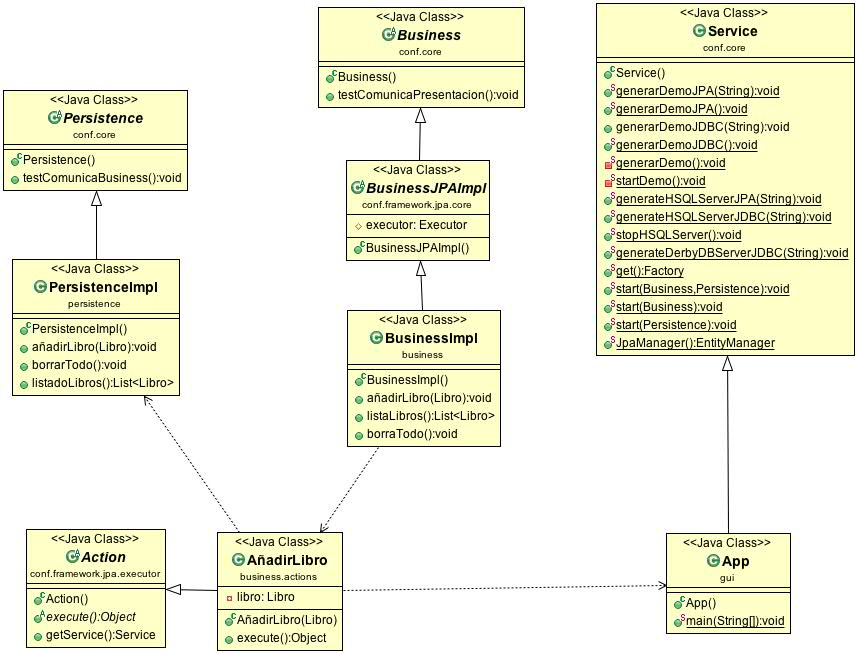 <<Java Class>>
Business
conf.core
Business()
testComunicaPresentacion():void
<<Java Class>>
Service
conf.core
Service()
generarDemoJPA(String):void
generarDemoJPA():void
generarDemoJDBC(String):void
generarDemoJDBC():void
generarDemo():void
startDemo():void
generateHSQLServerJPA(String):void
generateHSQLServerJDBC(String):void
stopHSQLServer():void
generateDerbyDBServerJDBC(String):void
get():Factory
start(Business,Persistence):void
start(Business):void
start(Persistence):void
JpaManager():EntityManager
<<Java Class>>
Persistence
conf.core
Persistence()
testComunicaBusiness():void
<<Java Class>>
BusinessJPAImpl
conf.framework.jpa.core
executor: Executor
BusinessJPAImpl()
<<Java Class>>
PersistenceImpl
persistence
PersistenceImpl()
añadirLibro(Libro):void
borrarTodo():void
listadoLibros():List<Libro>
<<Java Class>>
BusinessImpl
business
BusinessImpl()
añadirLibro(Libro):void
listaLibros():List<Libro>
borraTodo():void
<<Java Class>>
Action
conf.framework.jpa.executor
Action()
execute():Object
getService():Service
<<Java Class>>
AñadirLibro
business.actions
libro: Libro
AñadirLibro(Libro)
execute():Object
<<Java Class>>
App
gui
App()
main(String[]):void